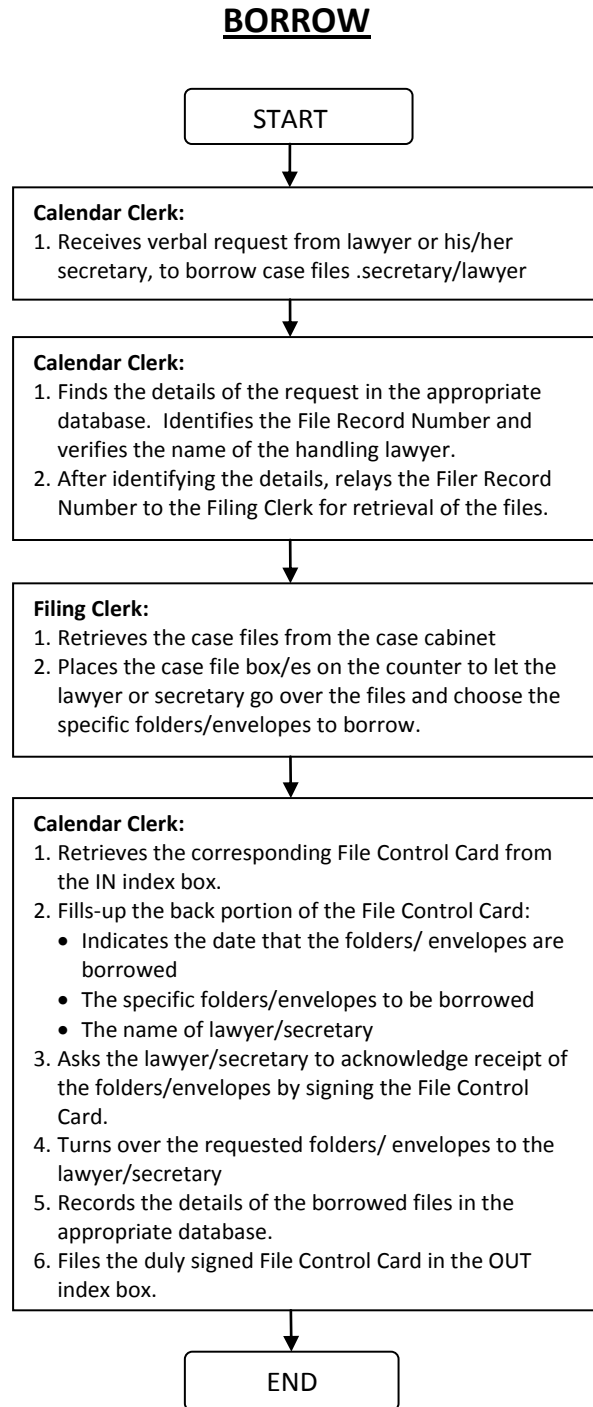 BORROW
START
Calendar Clerk:
1. Receives verbal request from lawyer or his/her
secretary, to borrow case files .secretary/lawyer
Calendar Clerk:
1. Finds the details of the request in the appropriate
database.  Identifies the File Record Number and
verifies the name of the handling lawyer.
2. After identifying the details, relays the Filer Record
Number to the Filing Clerk for retrieval of the files.
Filing Clerk:
1. Retrieves the case files from the case cabinet
2. Places the case file box/es on the counter to let the
lawyer or secretary go over the files and choose the
specific folders/envelopes to borrow.
Calendar Clerk:
1. Retrieves the corresponding File Control Card from
the IN index box.
2. Fills-up the back portion of the File Control Card:
• Indicates the date that the folders/ envelopes are
borrowed
• The specific folders/envelopes to be borrowed
• The name of lawyer/secretary
3. Asks the lawyer/secretary to acknowledge receipt of
the folders/envelopes by signing the File Control
Card.
4. Turns over the requested folders/ envelopes to the
lawyer/secretary
5. Records the details of the borrowed files in the
appropriate database.
6. Files the duly signed File Control Card in the OUT
index box.
END